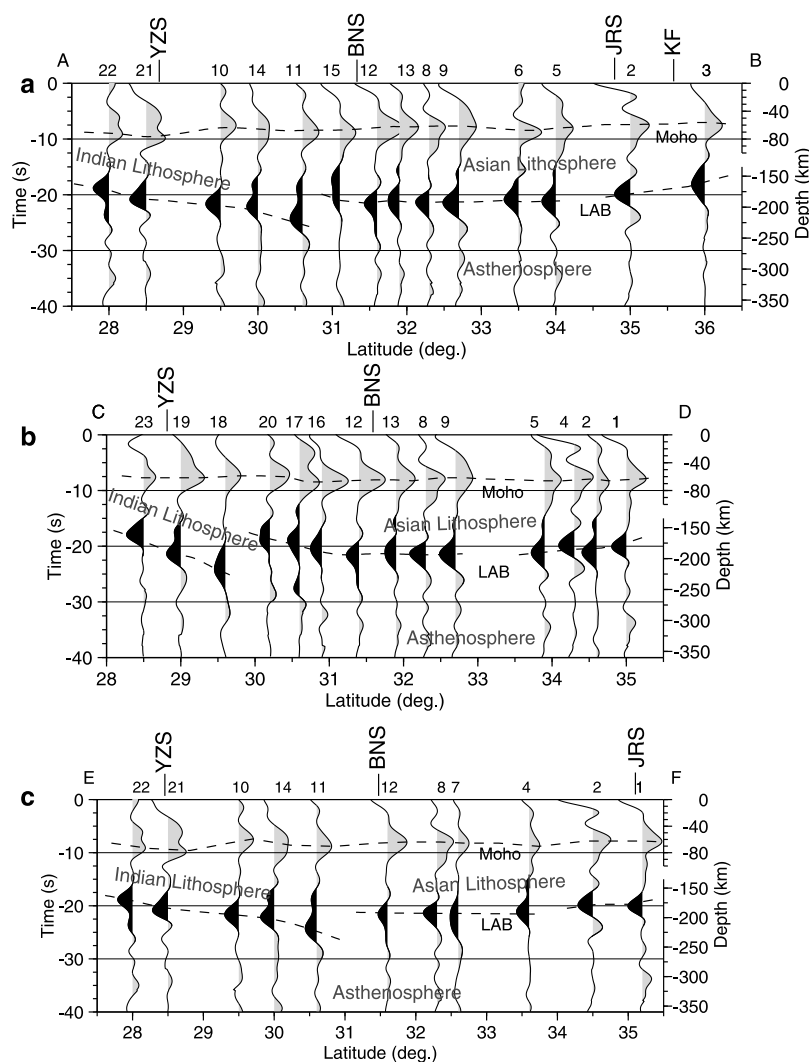 A YZS BNS JRS KF B
a 22 21 10 14 11 15 12 13 8 9 6 5 2 3
0 0
-40
-10 Moho -80
Indian Lithosphere Asian Lithosphere
-150
-20 -200
LAB
-250
-30
Asthenosphere -300
-40 -350
28 29 30 31 32 33 34 35 36
Time (s)
Depth (km)
Latitude (deg.)
C YZS BNS D
b 23 19 18 20 17 16 12 13 8 9 5 4 2 1
0 0
-40
-10 Moho -80
Indian Lithosphere Asian Lithosphere
-150
-20 -200
LAB
-250
-30
Asthenosphere -300
-40 -350
28 29 30 31 32 33 34 35
Time (s)
Depth (km)
Latitude (deg.)
E YZS BNS JRS F
c 22 21 10 14 11 12 8 7 4 2 1
0 0
-40
-10 Moho -80
Indian Lithosphere Asian Lithosphere
-150
-20 -200
LAB
-250
-30
Asthenosphere -300
-40 -350
28 29 30 31 32 33 34 35
Time (s)
Depth (km)
Latitude (deg.)